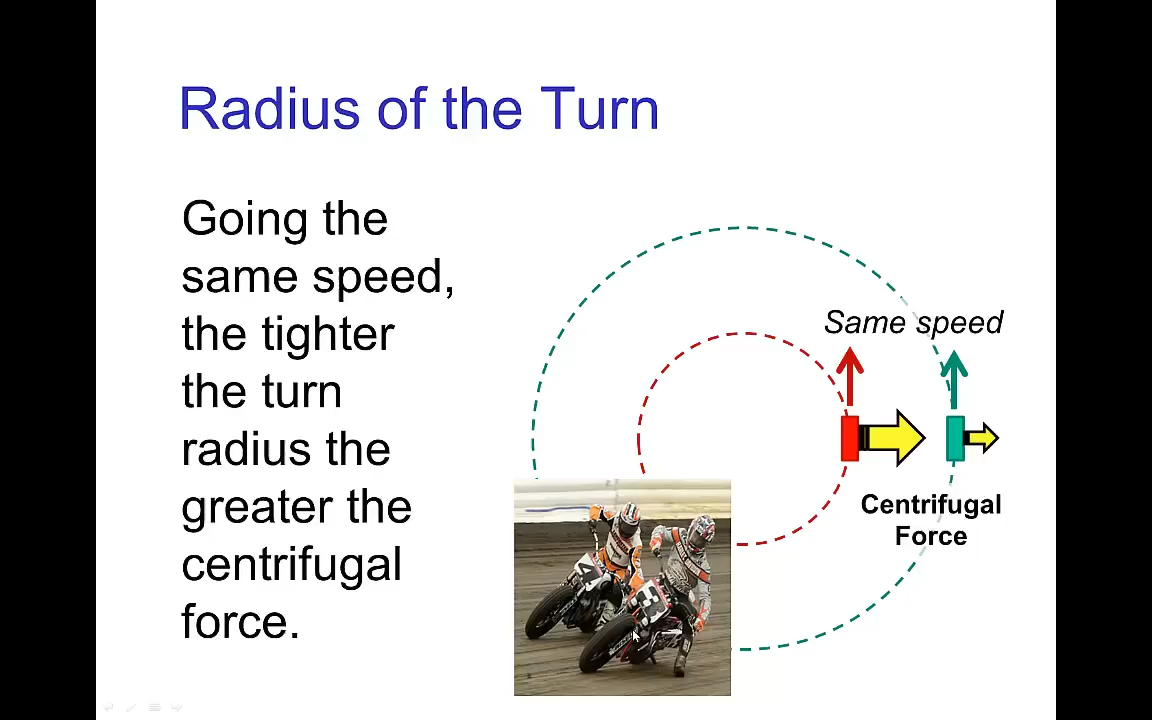 Radius of the Turn
Going the
same speed,
the tighter
the turn
radius the
greater the
centrifugal
force.
Same speed
Centrifugal
Force
4